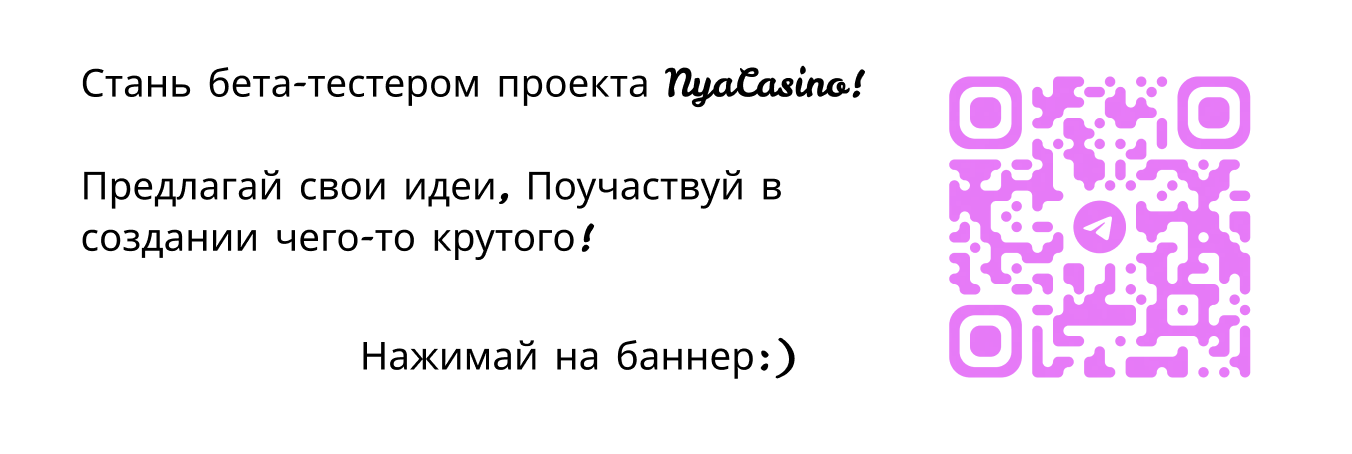 Стань бета-тестером проекта NyaCasino!
Предлагай свои идеи, Поучаствуй в
создании чего-то крутого!
Нажимай на баннер:)